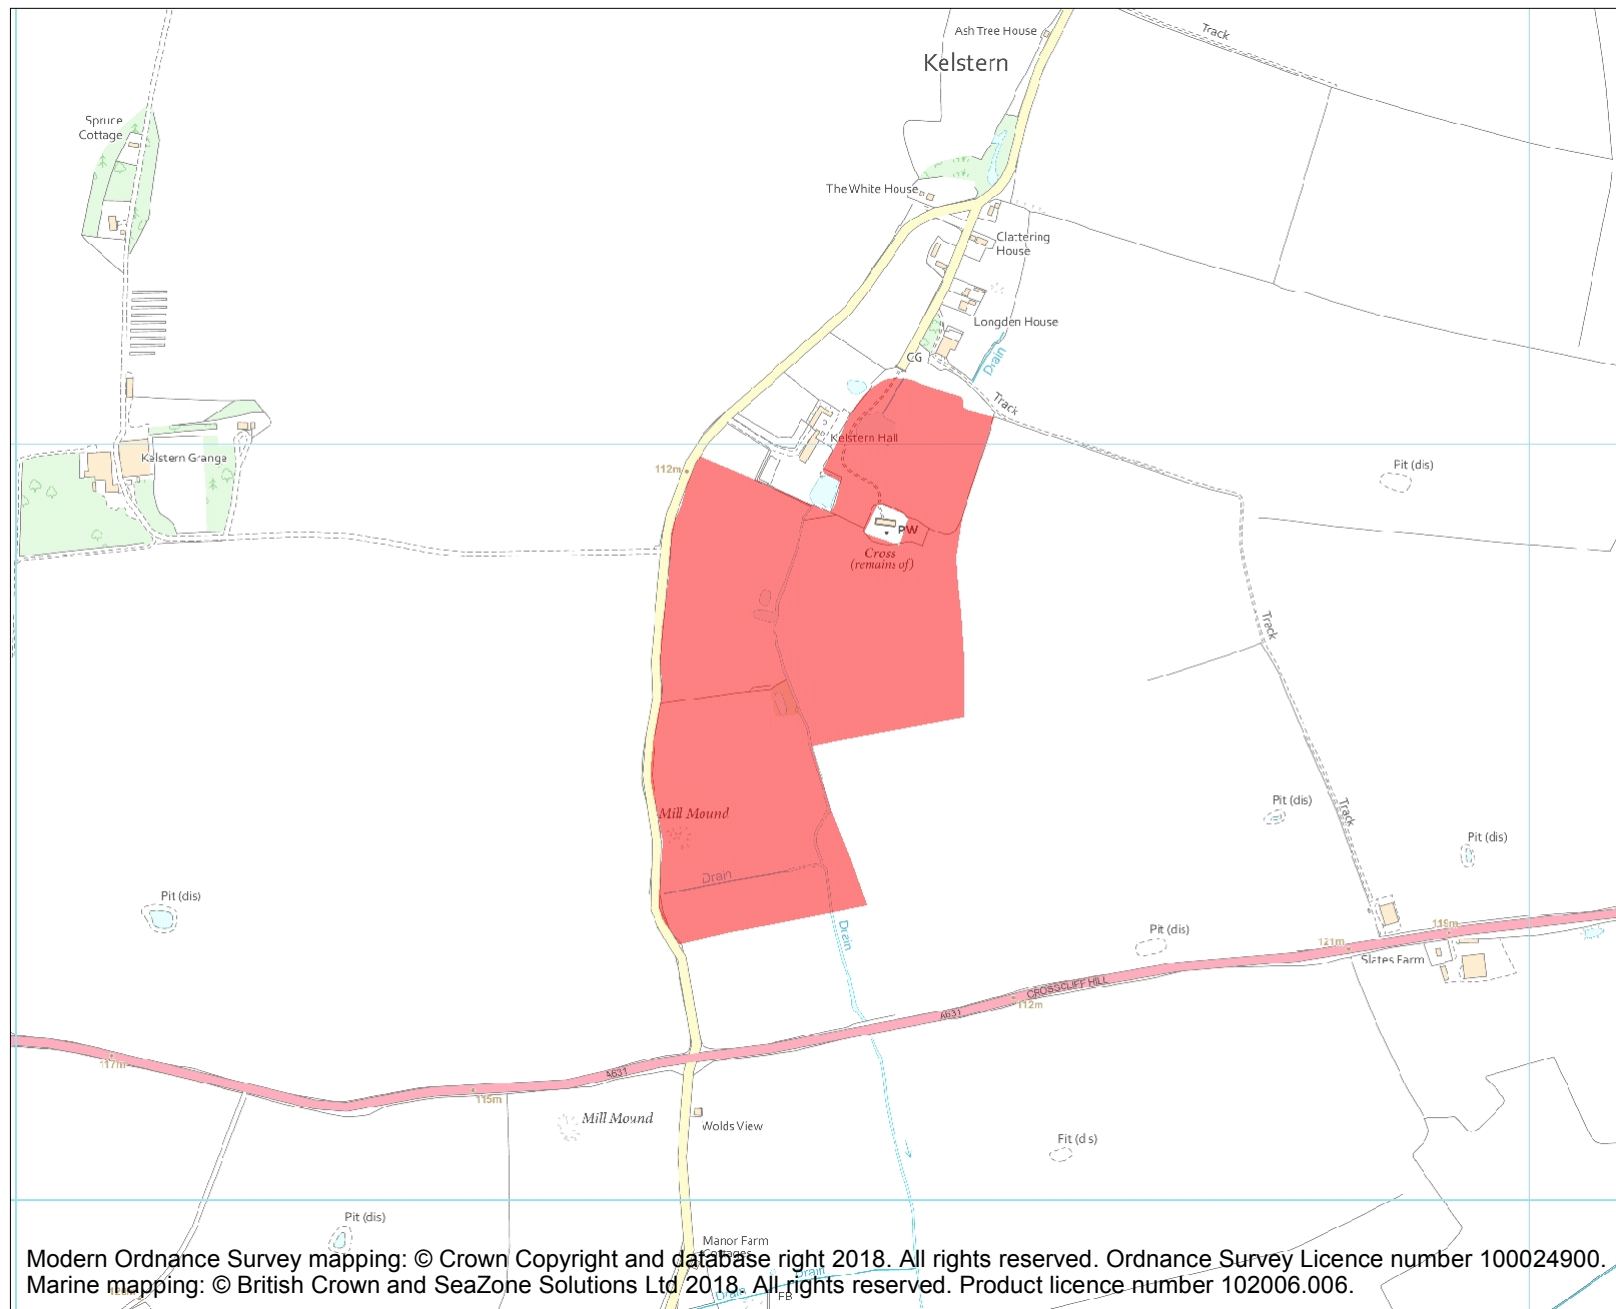 Ash Tree House
Track
Kelstern
Spruce
Cottage
The White House
Clattering
House
Longden House
CG
Drain
Track
Kelstern Hall
Kelstern Grange
112m
Pit (dis)
PW
Cross
(remains of)
Track
Track
Pit (dis)
Mill Mound
Pit (dis)
Drain
Pit (dis)
Drain
Pit (dis)
119m
121m
Slates Farm
CROSSCLIFF HILL
A631
112m
117m
A631
115m
Mill Mound
Wolds View
Pit (dis)
Pit (dis)
Manor Farm
Cottages
Modern Ordnance Survey mapping: © Crown Copyright and database right 2018. All rights reserved. Ordnance Survey Licence number 100024900.
Drain
Marine mapping: © British Crown and SeaZone Solutions Ltd 2018. All rights reserved. Product licence number 102006.006.
Drain
FB